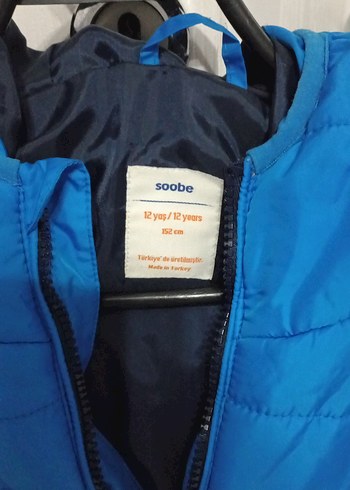 soobe
12 yaş / 12 years
152 cm
Türkiye'de üretilmiştir.
Made in Turkey